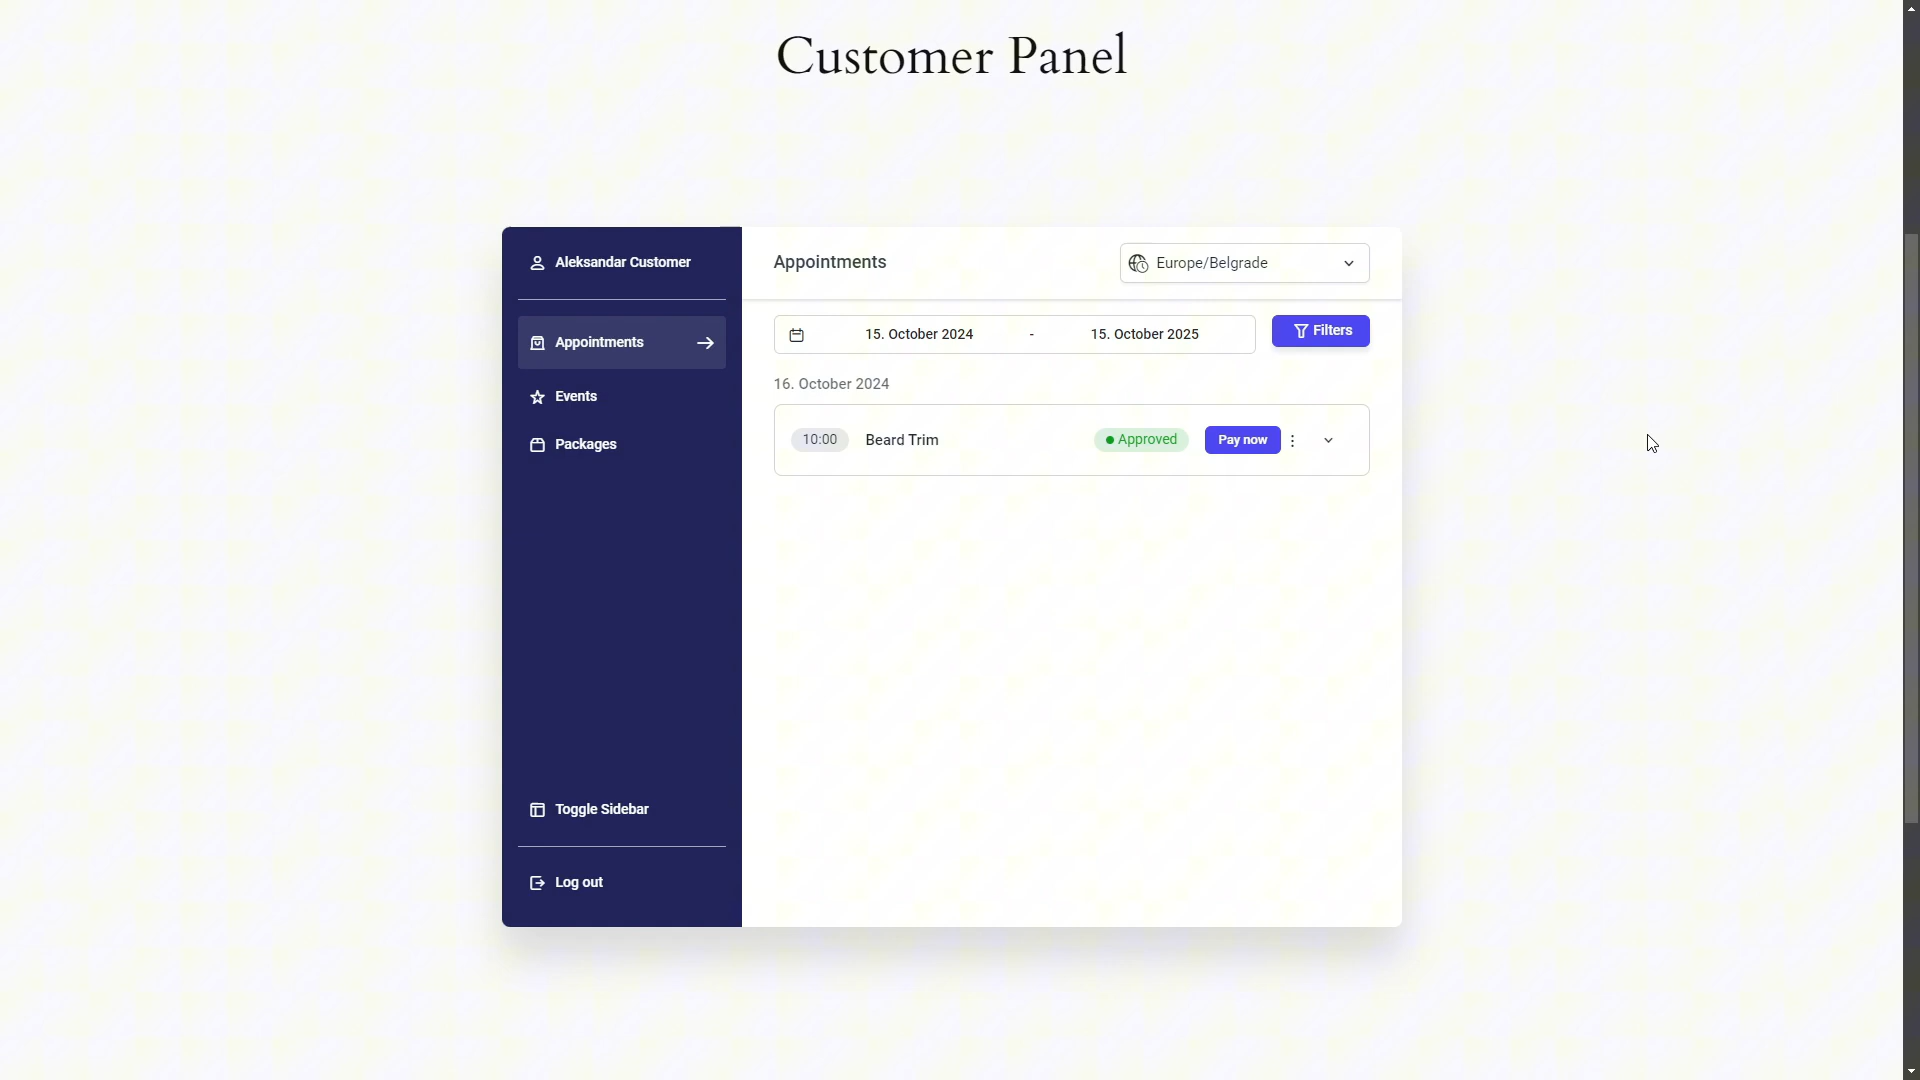 Customer Panel
Aleksandar Customer
Appointments
Europe/Belgrade
Appointments
Events
Packages
15. October 2024 - 15. October 2025
Filters
16. October 2024
10:00 Beard Trim Approved Pay now
Toggle Sidebar
Log out